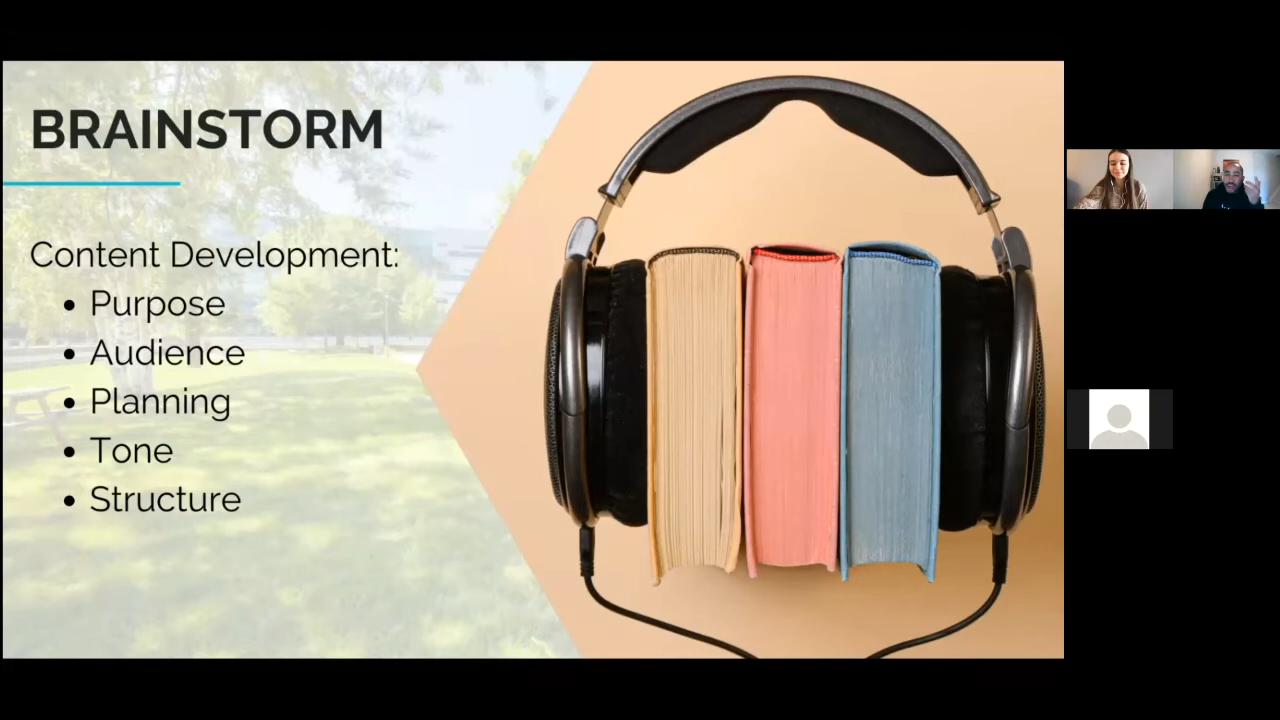 BRAINSTORM
Content Development:
• Purpose
• Audience
• Planning
• Tone
• Structure